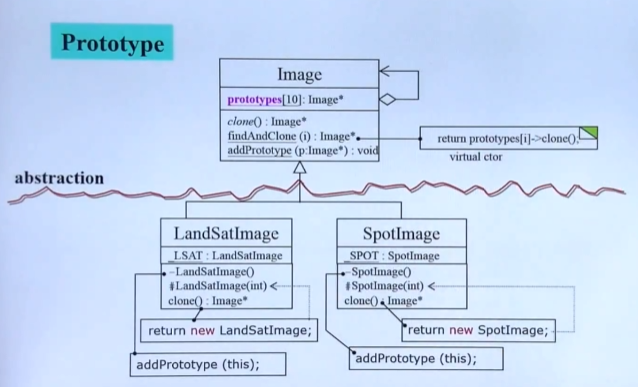 Prototype
Image
prototypes[10]: Image*
clone() : Image*
findAndClone (i) : Image*
addPrototype (p:Image*) : void
return prototypes[i]->clone();
virtual ctor
abstraction
LandSatImage
_LSAT : LandSatImage
-LandSatImage()
#LandSatImage(int)
clone() : Image*
return new LandSatImage;
addPrototype (this);
SpotImage
_SPOT : SpotImage
-SpotImage()
#SpotImage(int)
clone() : Image*
return new SpotImage;
addPrototype (this);